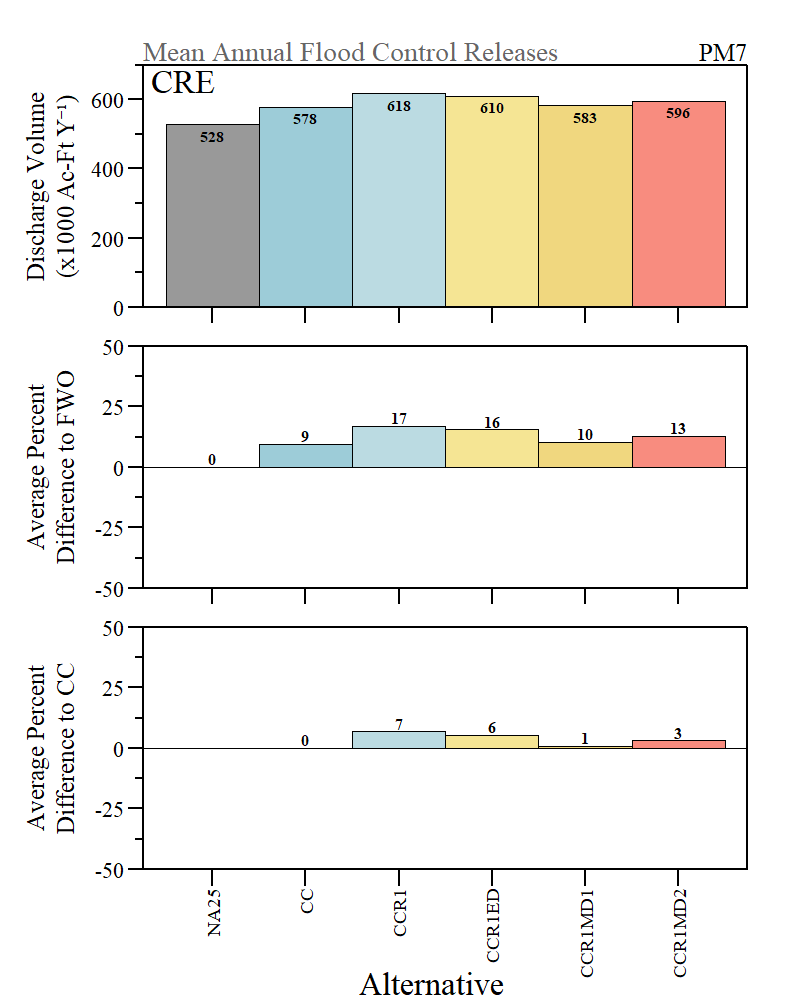 Mean Annual Flood Control Releases
PM7
CRE
Discharge Volume
(x1000 Ac-Ft Y⁻¹)
600
400
200
0
528
578
618
610
583
596
Average Percent
Difference to FWO
50
25
0
-25
-50
0
9
17
16
10
13
Average Percent
Difference to CC
50
25
0
-25
-50
0
7
6
1
3
NA25
CC
CCR1
CCR1ED
CCR1MD1
CCR1MD2
Alternative